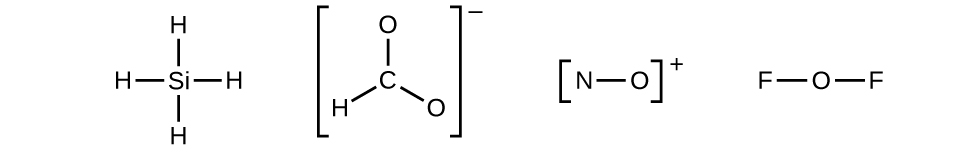 H
H Si H
H
[ O
C
H O ] −
[ N O ] +
F O F